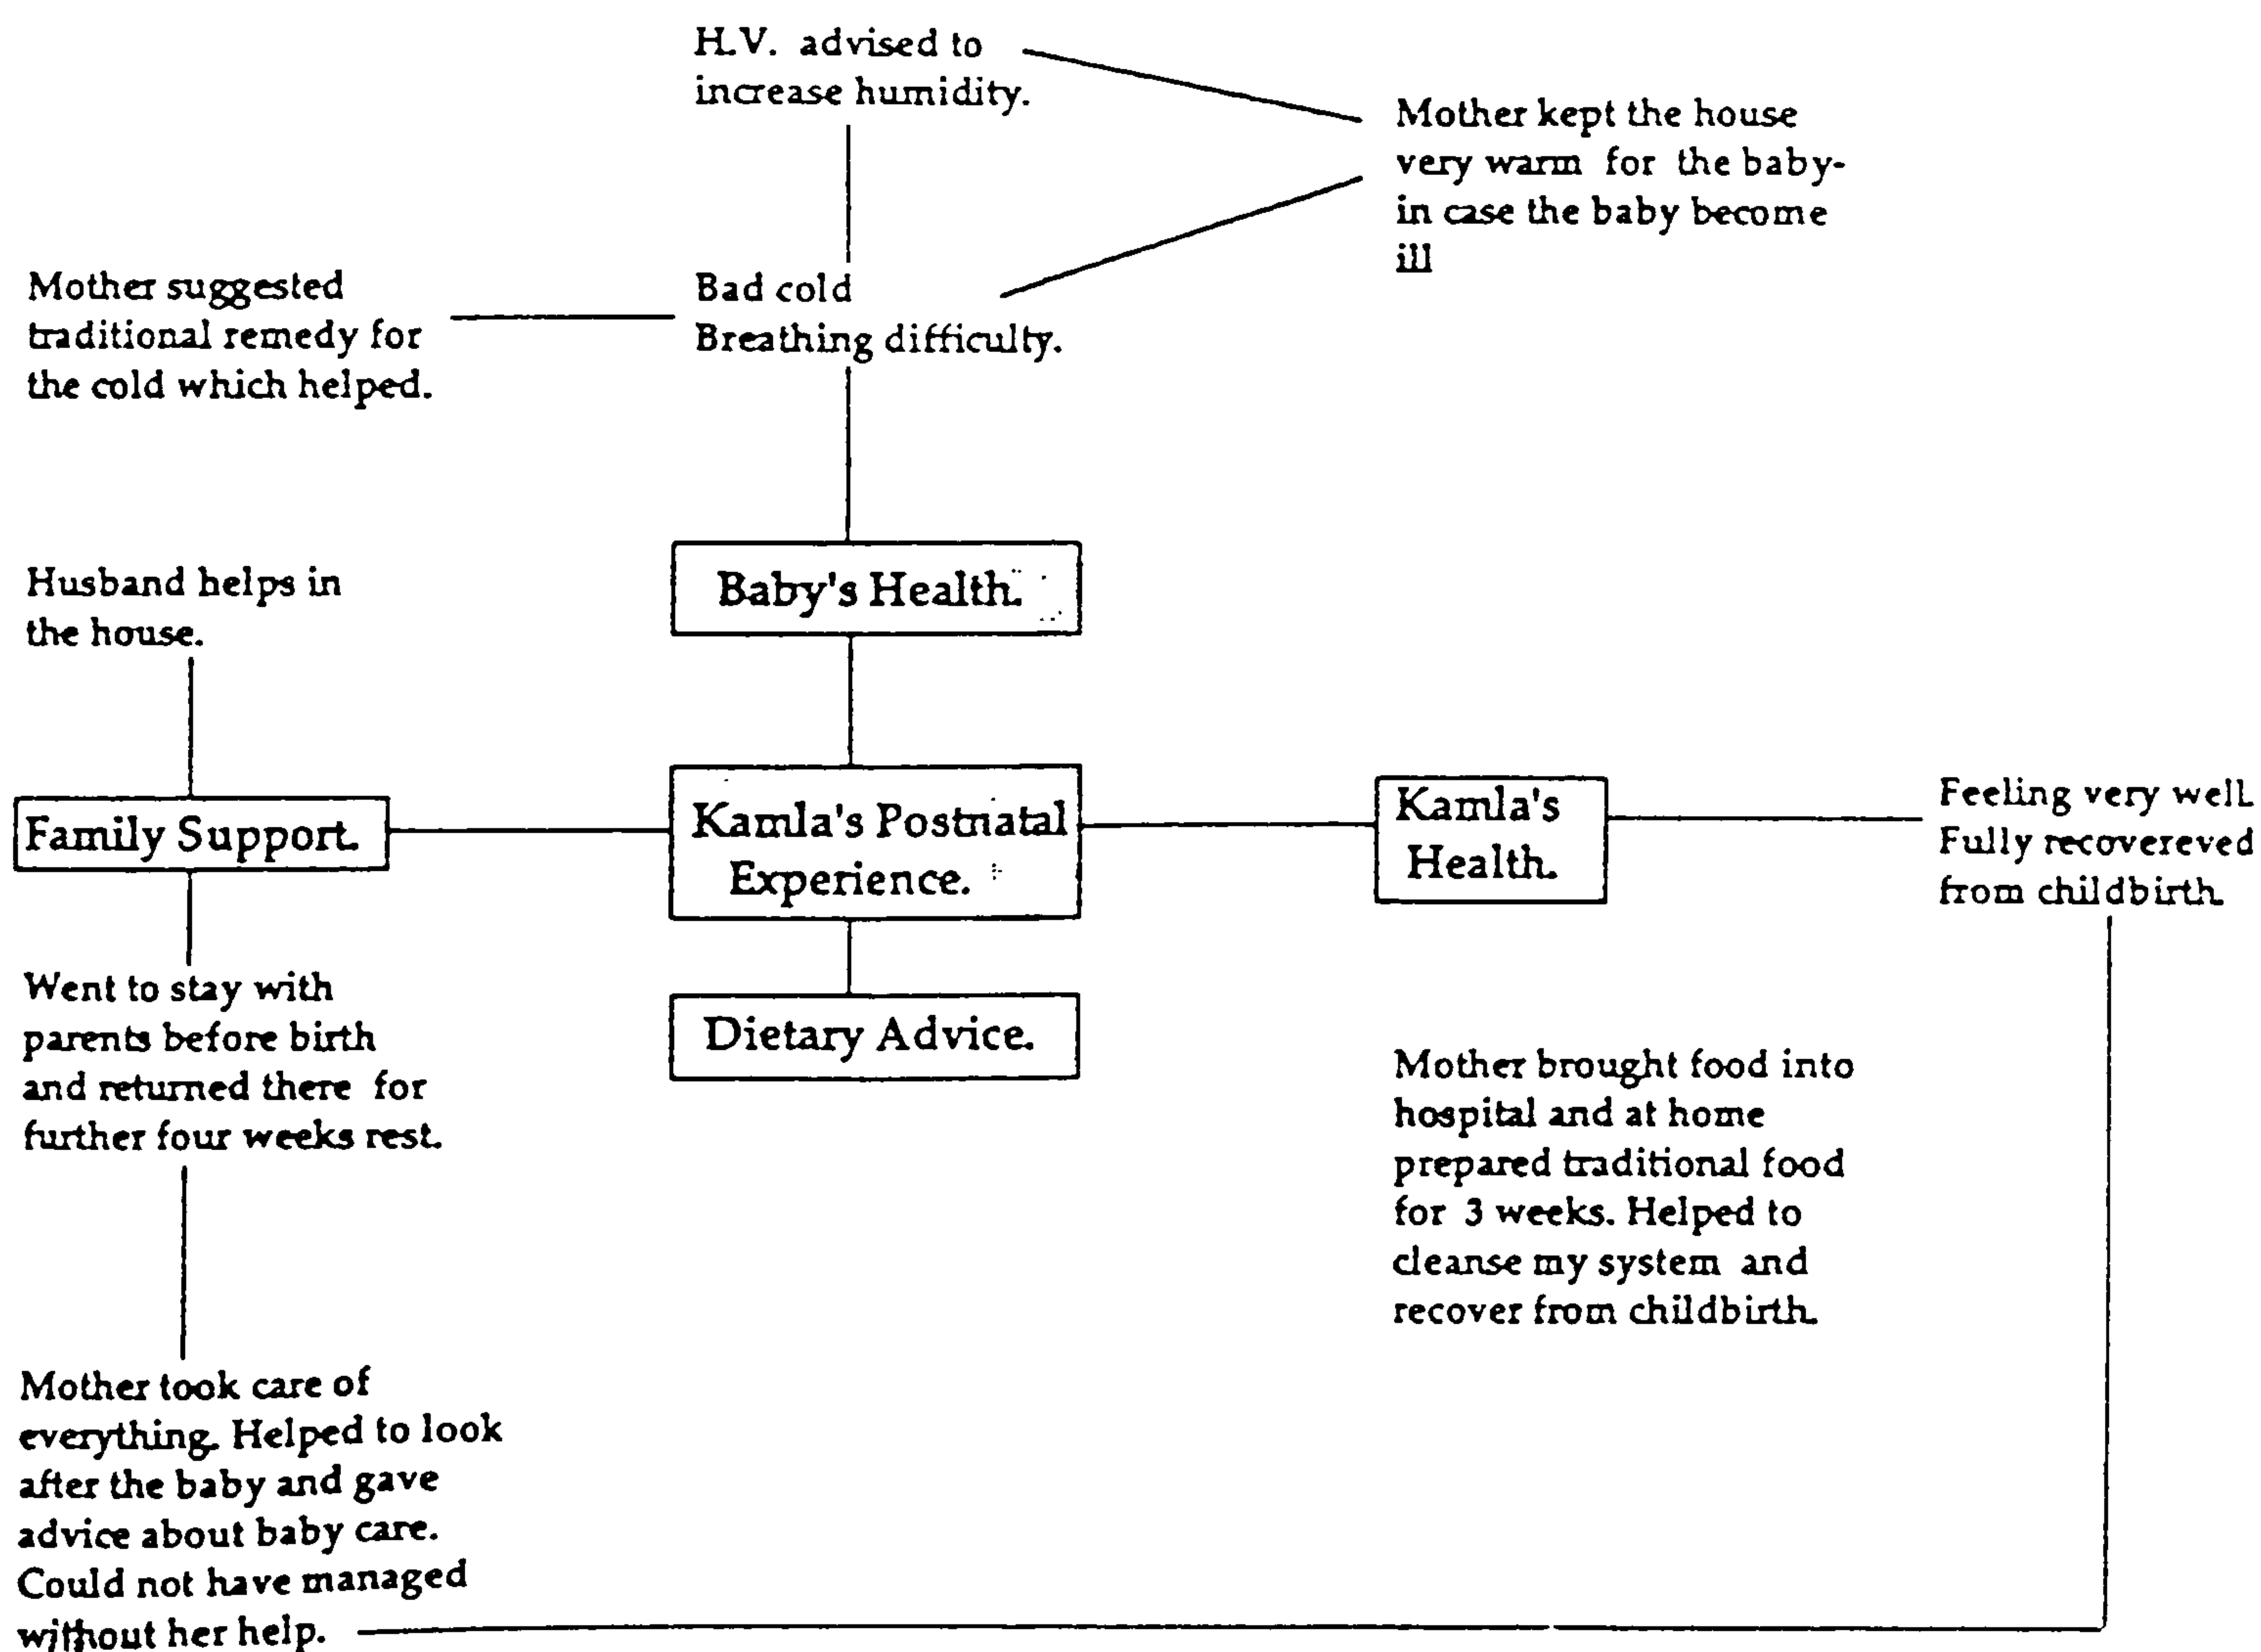 H.V. advised to
increase humidity.
Mother kept the house
very warm for the baby-
in case the baby become
ill
Mother suggested
traditional remedy for
the cold which helped.
Bad cold
Breathing difficulty.
Baby's Health.
Husband helps in
the house.
Family Support.
Kamla's Postnatal
Experience.
Kamla's
Health.
Feeling very well.
Fully recovereved
from childbirth.
Went to stay with
parents before birth
and returned there for
further four weeks rest.
Dietary Advice.
Mother brought food into
hospital and at home
prepared traditional food
for 3 weeks. Helped to
cleanse my system and
recover from childbirth.
Mother took care of
everything. Helped to look
after the baby and gave
advice about baby care.
Could not have managed
without her help.